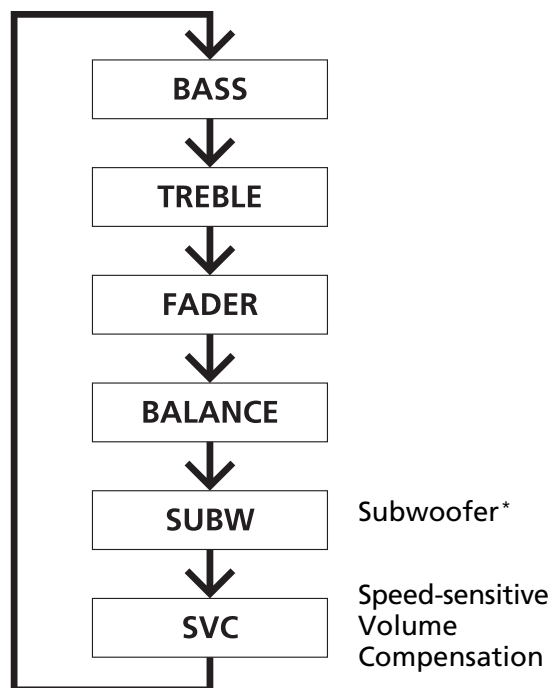 BASS
TREBLE
FADER
BALANCE
SUBW
Subwoofer*
SVC
Speed-sensitive
Volume
Compensation